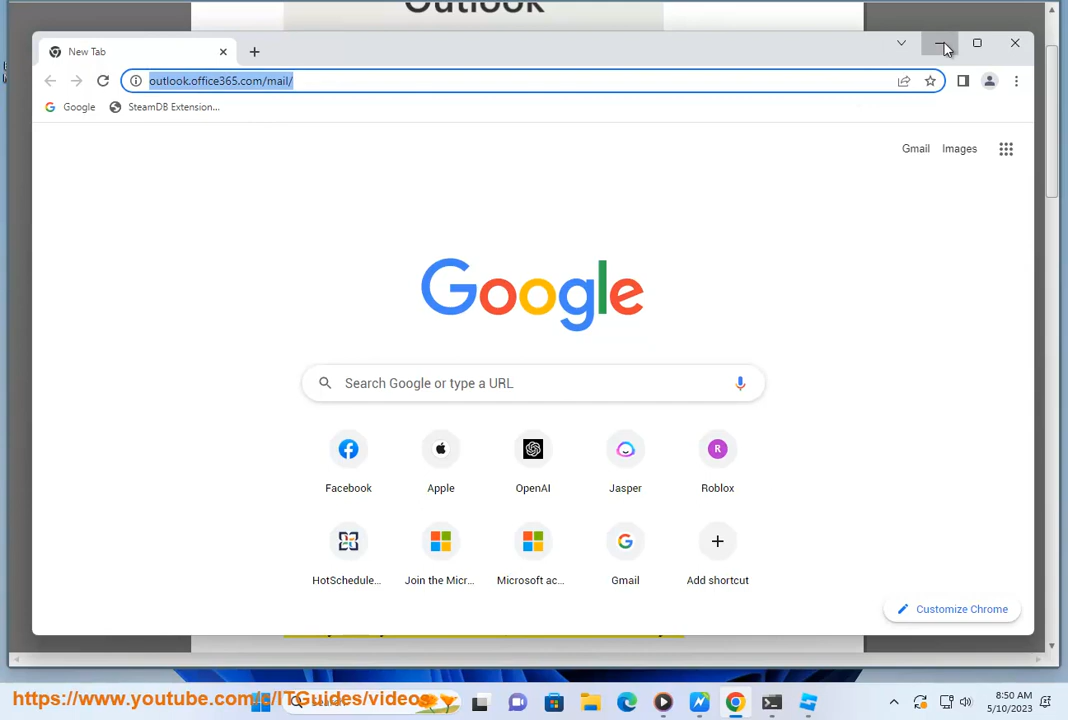 Outlook
New Tab
outlook.office365.com/mail/
Google
SteamDB Extension...
Gmail
Images
Google
Search Google or type a URL
Facebook
Apple
OpenAI
Jasper
R
Roblox
HotSchedule...
Join the Micr...
Microsoft ac...
Gmail
Add shortcut
Customize Chrome
https://www.youtube.com/c/ITGuides/videos
Search
8:50 AM
5/10/2023